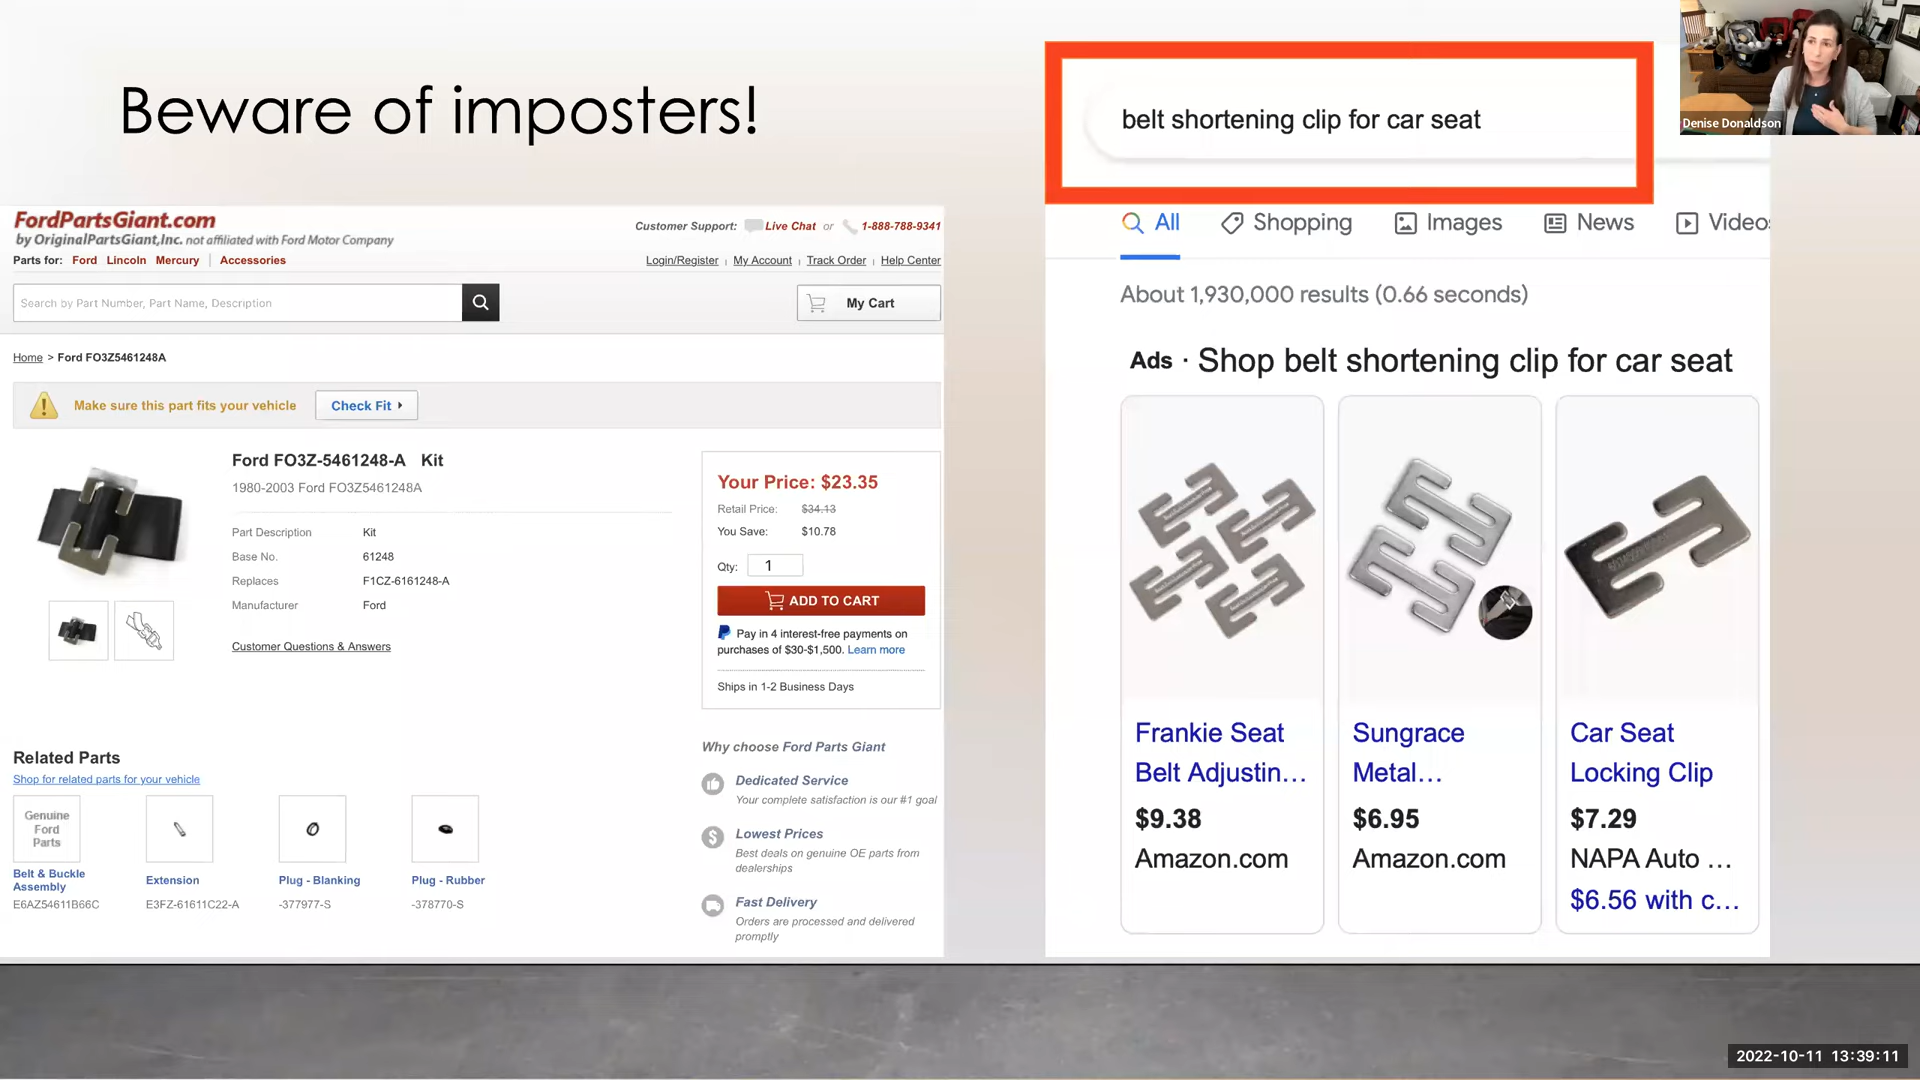 Beware of imposters!
FordPartsGiant.com
by OriginalPartsGiant,Inc. not affiliated with Ford Motor Company
Customer Support: Live Chat or 1-888-788-9341
Parts for: Ford Lincoln Mercury | Accessories
Login/Register My Account Track Order Help Center
Search by Part Number, Part Name, Description
My Cart
Home > Ford FO3Z5461248A
Make sure this part fits your vehicle
Check Fit
Ford FO3Z-5461248-A Kit
1980-2003 Ford FO3Z5461248A
Part Description Kit
Base No. 61248
Replaces F1CZ-6161248-A
Manufacturer Ford
Customer Questions & Answers
Your Price: $23.35
Retail Price: $34.13
You Save: $10.78
Qty: 1
ADD TO CART
Pay in 4 interest-free payments on
purchases of $30-$1,500. Learn more
Ships in 1-2 Business Days
Related Parts
Shop for related parts for your vehicle
Genuine
Ford
Parts
Belt & Buckle
Assembly
E6AZ54611B66C
Extension
E3FZ-61611C22-A
Plug - Blanking
-377977-S
Plug - Rubber
-378770-S
Why choose Ford Parts Giant
Dedicated Service
Your complete satisfaction is our #1 goal
Lowest Prices
Best deals on genuine OE parts from
dealerships
Fast Delivery
Orders are processed and delivered
promptly
belt shortening clip for car seat
All Shopping Images News Videos
About 1,930,000 results (0.66 seconds)
Ads · Shop belt shortening clip for car seat
Frankie Seat
Belt Adjustin...
$9.38
Amazon.com
Sungrace
Metal...
$6.95
Amazon.com
Car Seat
Locking Clip
$7.29
NAPA Auto ...
$6.56 with c...
Denise Donaldson
2022-10-11 13:39:11